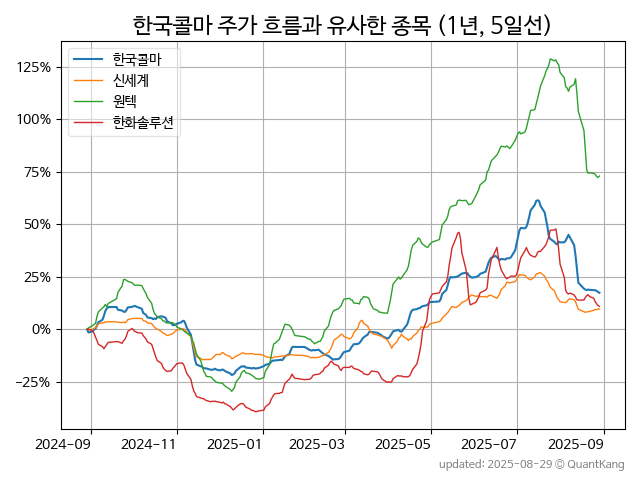 한국콜마 주가 흐름과 유사한 종목 (1년, 5일선)
한국콜마
신세계
원텍
한화솔루션
125%
100%
75%
50%
25%
0%
−25%
2024-09 2024-11 2025-01 2025-03 2025-05 2025-07 2025-09
updated: 2025-08-29 © QuantKang